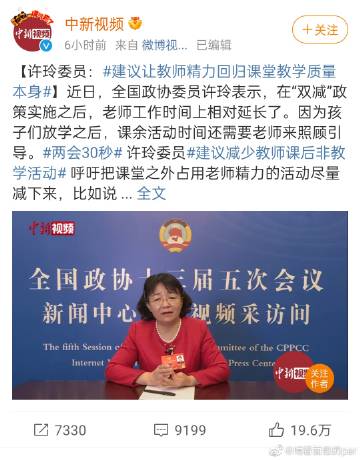 中新视频
+关注
6小时前 来自 微博视... 已编辑
【许玲委员：#建议让教师精力回归课堂教学质量
本身#】近日，全国政协委员许玲表示，在“双减”政
策实施之后，老师工作时间上相对延长了。因为孩
子们放学之后，课余活动时间还需要老师来照顾引
导。#两会30秒# 许玲委员#建议减少教师课后非教
学活动# 呼吁把课堂之外占用老师精力的活动尽量
减下来，比如说 ... 全文
中新视频
全国政协十三届五次会议
新闻中心 视频采访间
The fifth Session of ommittee of the CPPCC
Internet Press Center
中新视频
关注
作者
7330
9199
19.6万